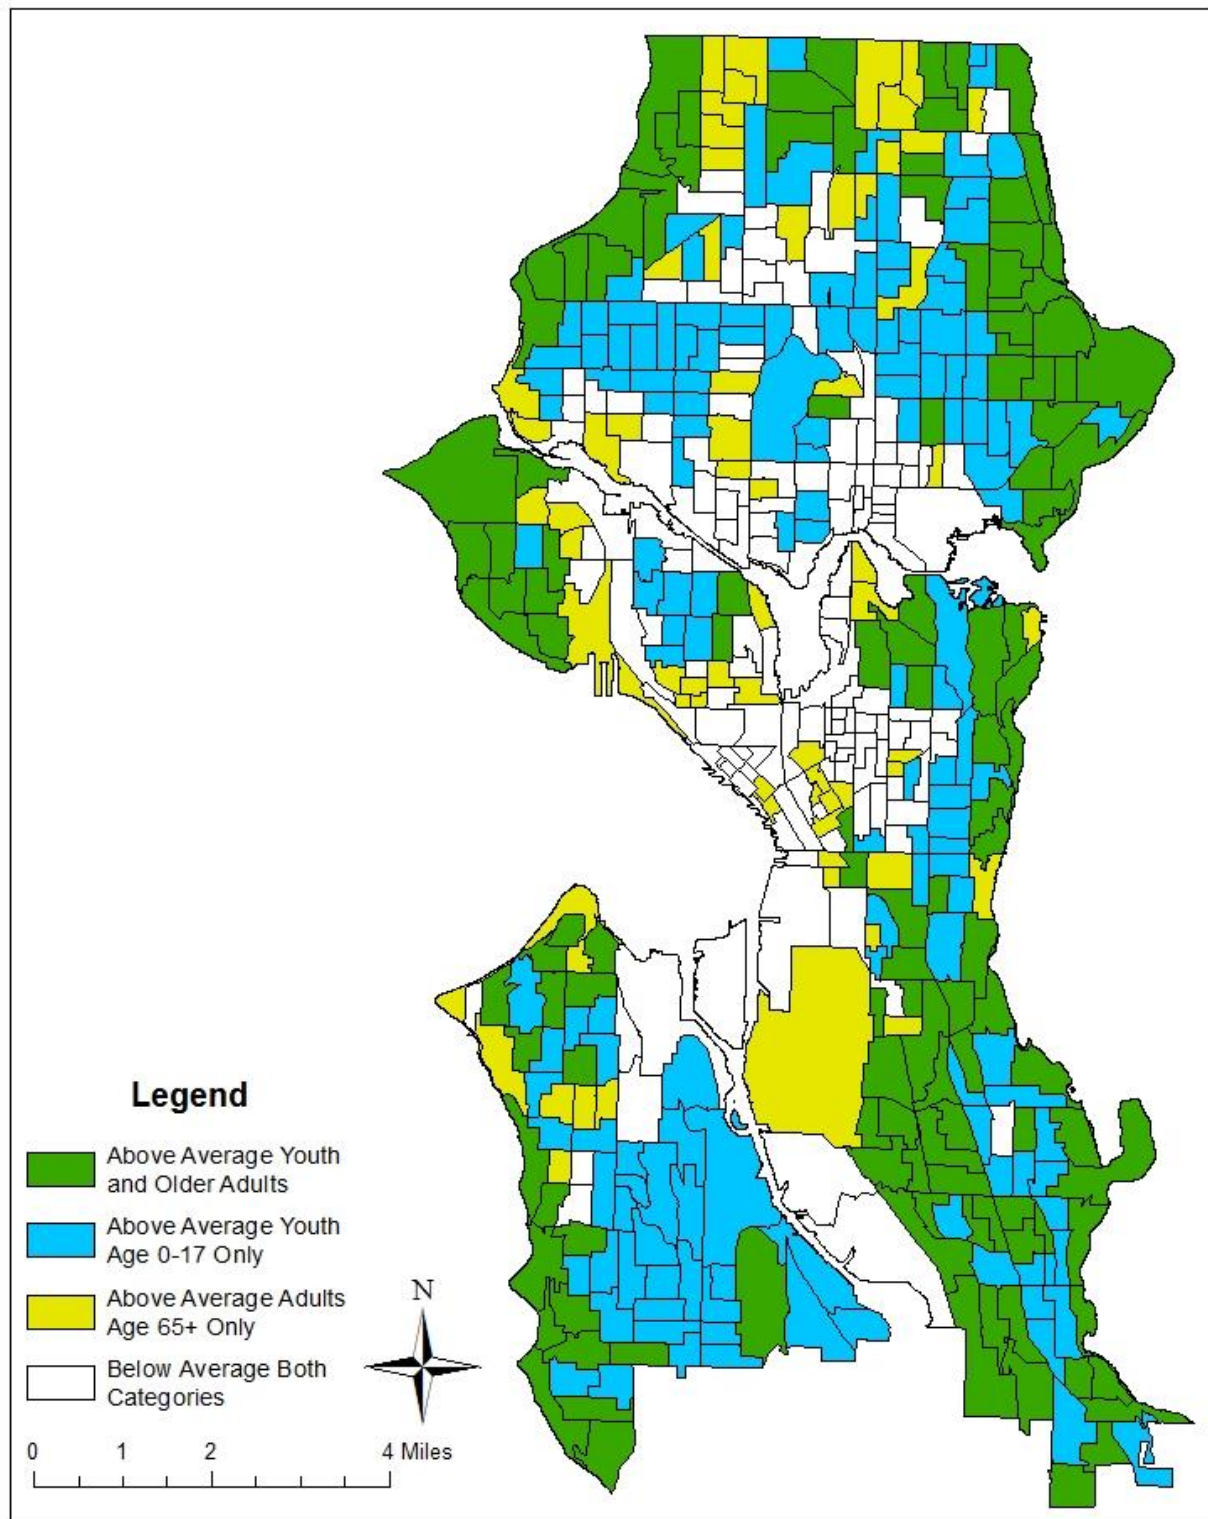 Legend
Above Average Youth
and Older Adults
Above Average Youth
Age 0-17 Only
Above Average Adults
Age 65+ Only
Below Average Both
Categories
N
0 1 2 4 Miles